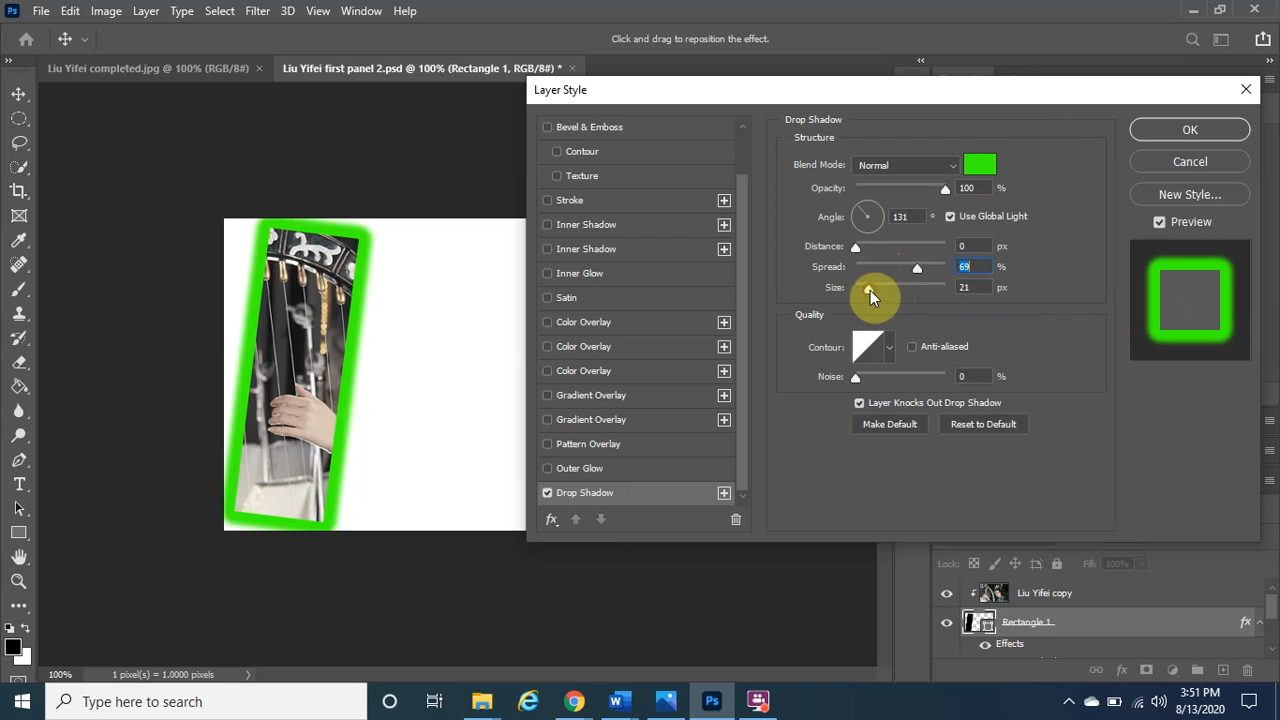 Ps File Edit Image Layer Type Select Filter 3D View Window Help
Click and drag to reposition the effect.
Liu Yifei completed.jpg @ 100% (RGB/8#) ×
Liu Yifei first panel 2.psd @ 100% (Rectangle 1, RGB/8#) * ×
Layer Style
Bevel & Emboss
Contour
Texture
Stroke
Inner Shadow
Inner Shadow
Inner Glow
Satin
Color Overlay
Color Overlay
Color Overlay
Gradient Overlay
Gradient Overlay
Pattern Overlay
Outer Glow
Drop Shadow
fx
Drop Shadow
Structure
Blend Mode: Normal
Opacity: 100 %
Angle: 131 ° Use Global Light
Distance: 0 px
Spread: 69 %
Size: 21 px
Quality
Contour: Anti-aliased
Noise: 0 %
Layer Knocks Out Drop Shadow
Make Default Reset to Default
OK
Cancel
New Style...
Preview
Lock: Fill: 100%
Liu Yifei copy
Rectangle 1 fx
Effects
fx
100% 1 pixel(s) = 1.0000 pixels
Type here to search
W Ps
3:51 PM
8/13/2020